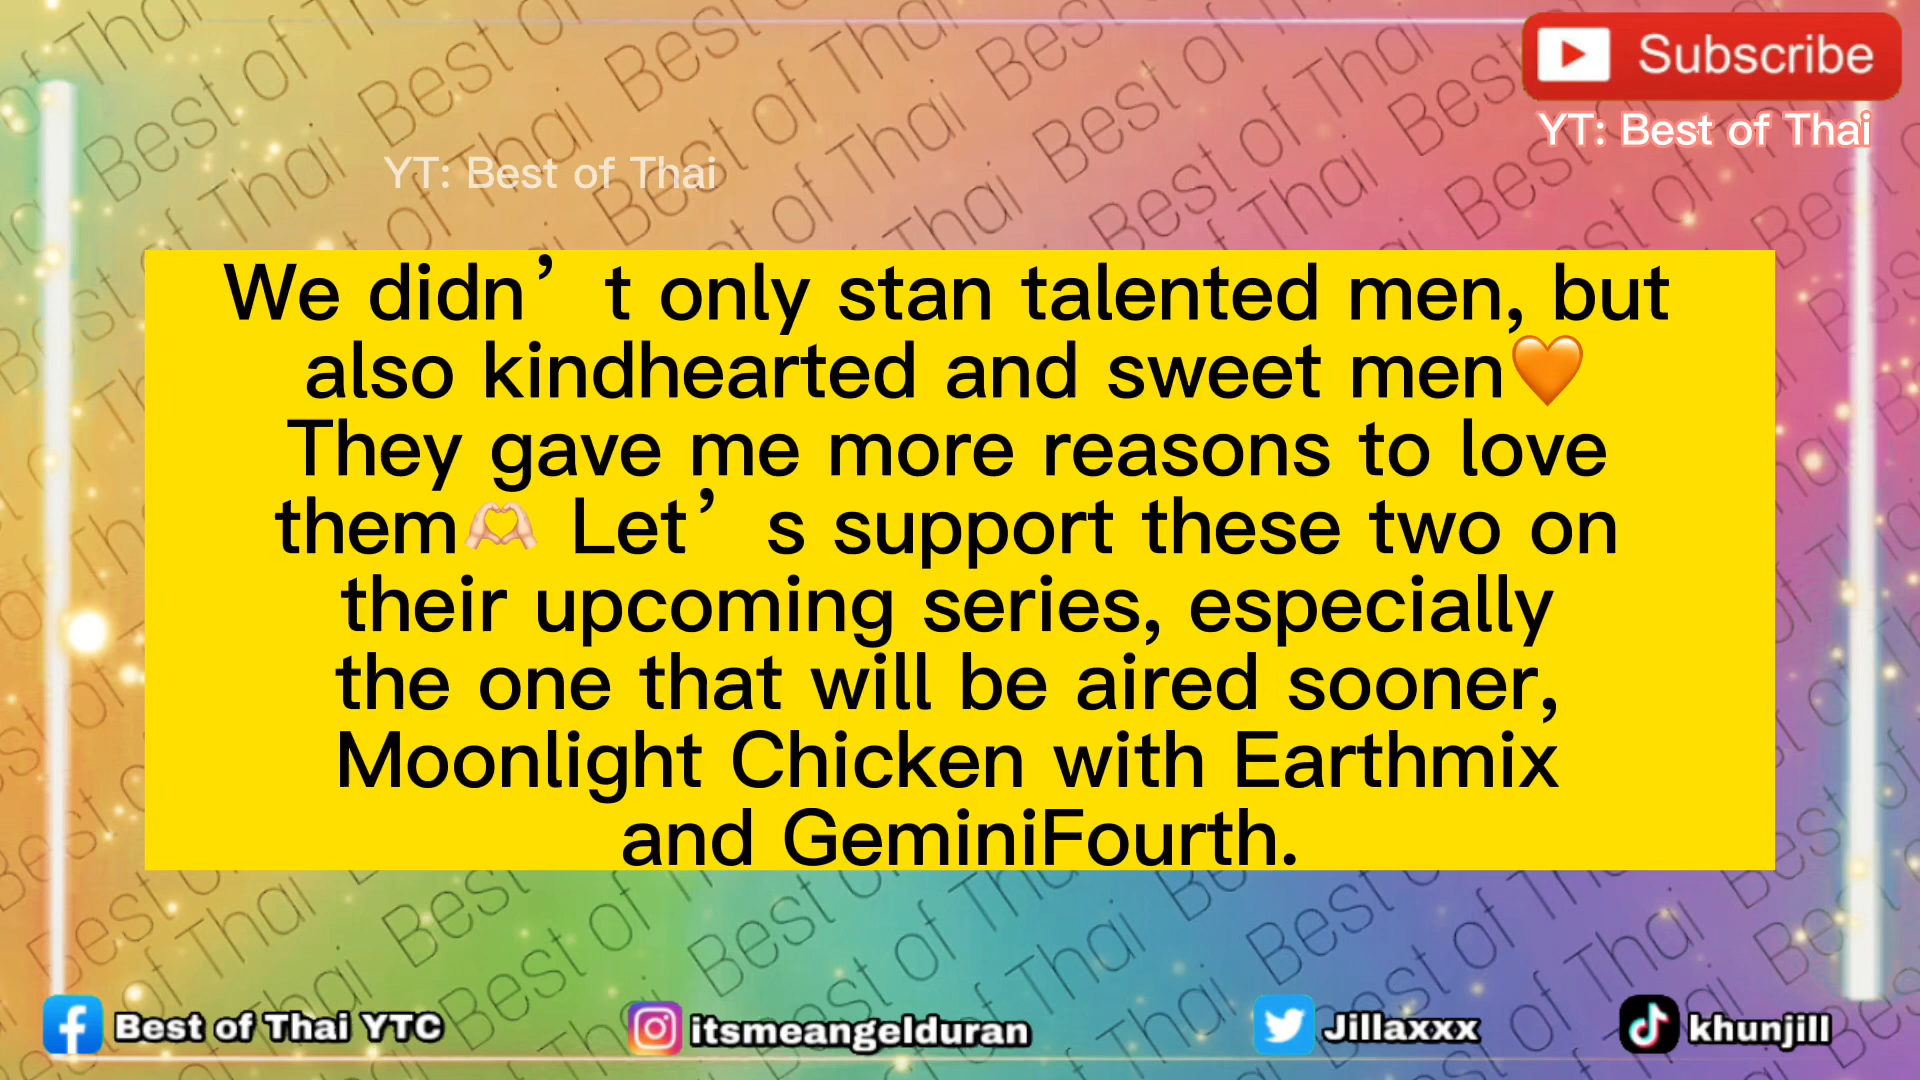 Subscribe
YT: Best of Thai
YT: Best of Thai
We didn’t only stan talented men, but
also kindhearted and sweet men🧡
They gave me more reasons to love
them🫶🏻 Let’s support these two on
their upcoming series, especially
the one that will be aired sooner,
Moonlight Chicken with Earthmix
and GeminiFourth.
Best of Thai YTC
itsmeangelduran
Jillaxxx
khunjill
Best of Thai